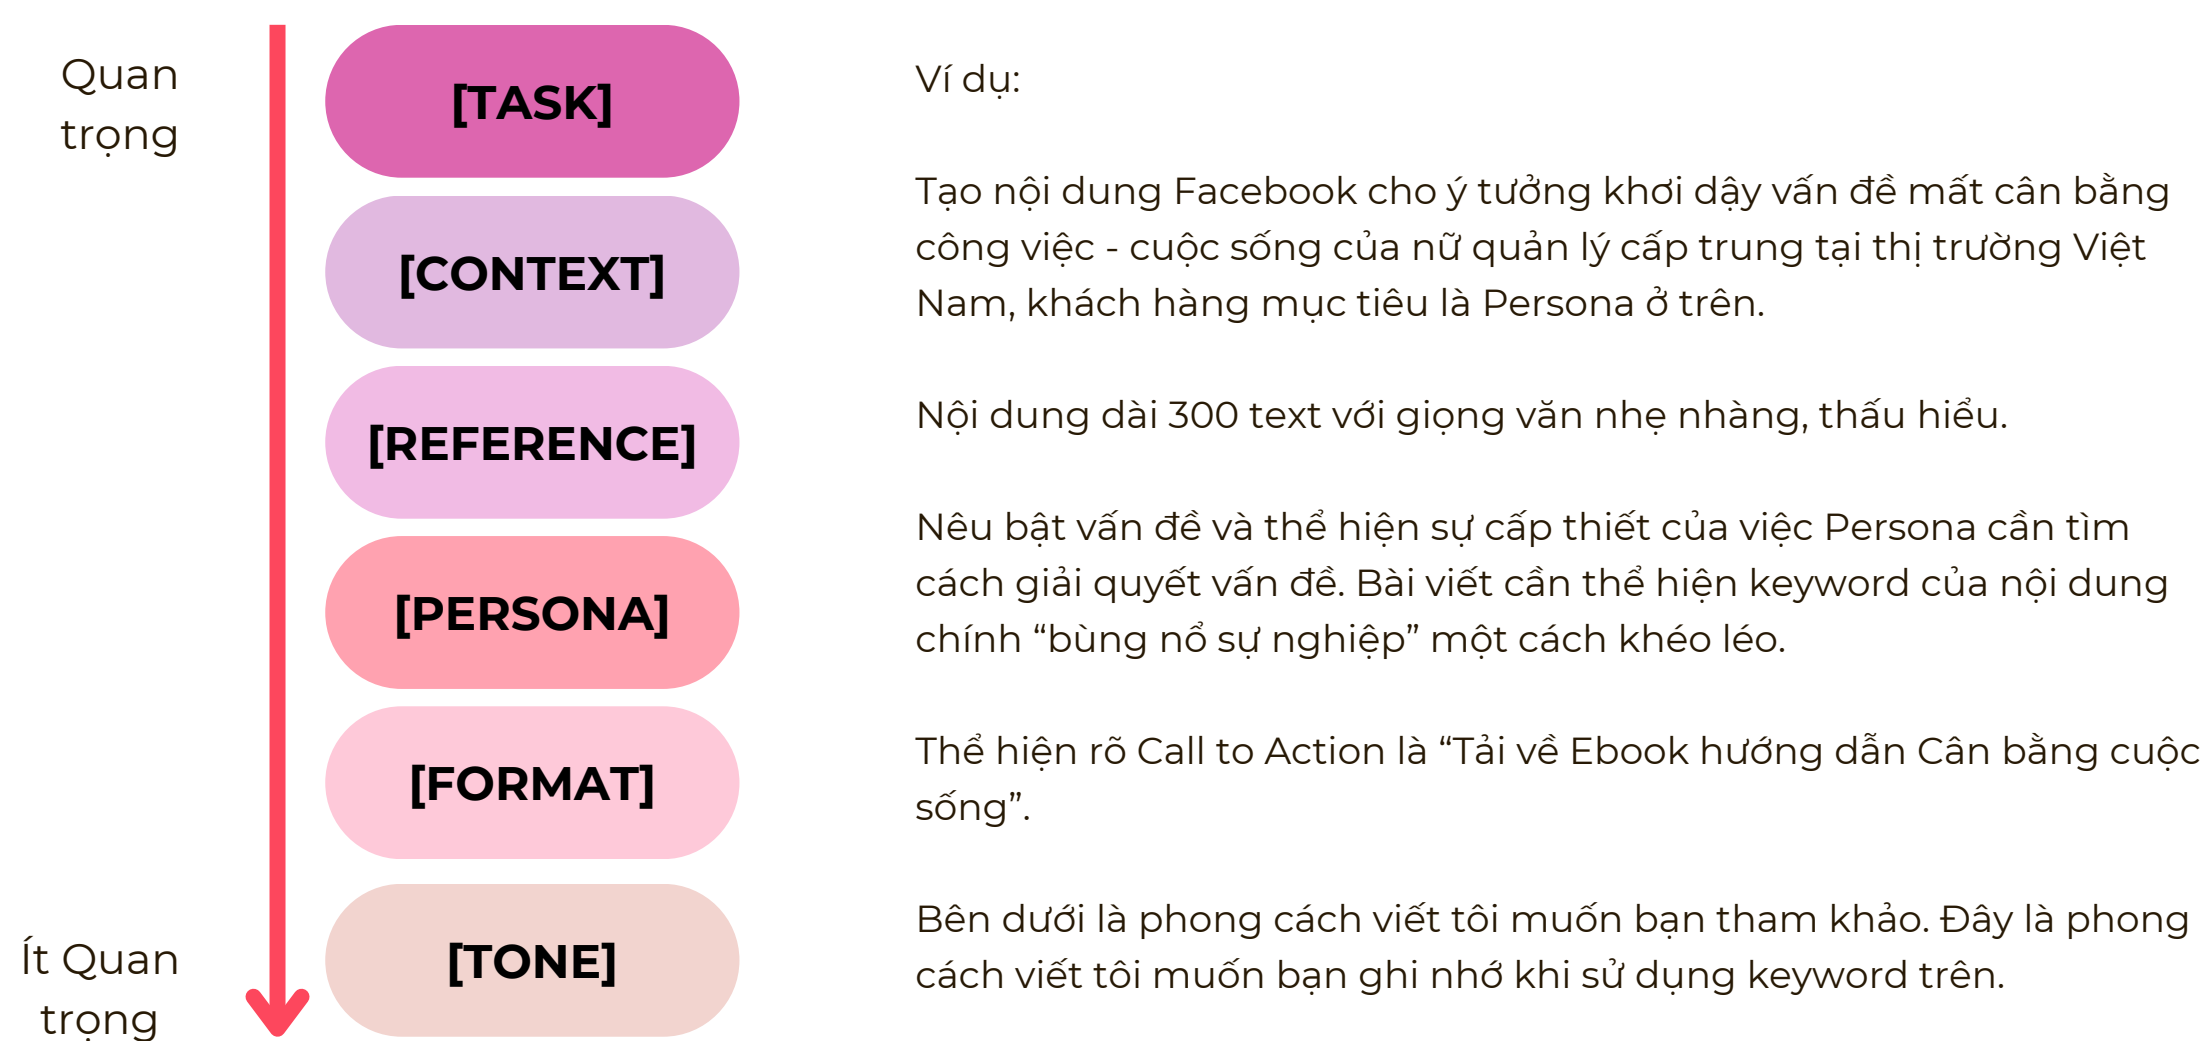 Quan
trọng
[TASK]
[CONTEXT]
[REFERENCE]
[PERSONA]
[FORMAT]
[TONE]
Ít Quan
trọng
Ví dụ:
Tạo nội dung Facebook cho ý tưởng khơi dậy vấn đề mất cân bằng
công việc - cuộc sống của nữ quản lý cấp trung tại thị trường Việt
Nam, khách hàng mục tiêu là Persona ở trên.
Nội dung dài 300 text với giọng văn nhẹ nhàng, thấu hiểu.
Nêu bật vấn đề và thể hiện sự cấp thiết của việc Persona cần tìm
cách giải quyết vấn đề. Bài viết cần thể hiện keyword của nội dung
chính “bùng nổ sự nghiệp” một cách khéo léo.
Thể hiện rõ Call to Action là “Tải về Ebook hướng dẫn Cân bằng cuộc
sống”.
Bên dưới là phong cách viết tôi muốn bạn tham khảo. Đây là phong
cách viết tôi muốn bạn ghi nhớ khi sử dụng keyword trên.